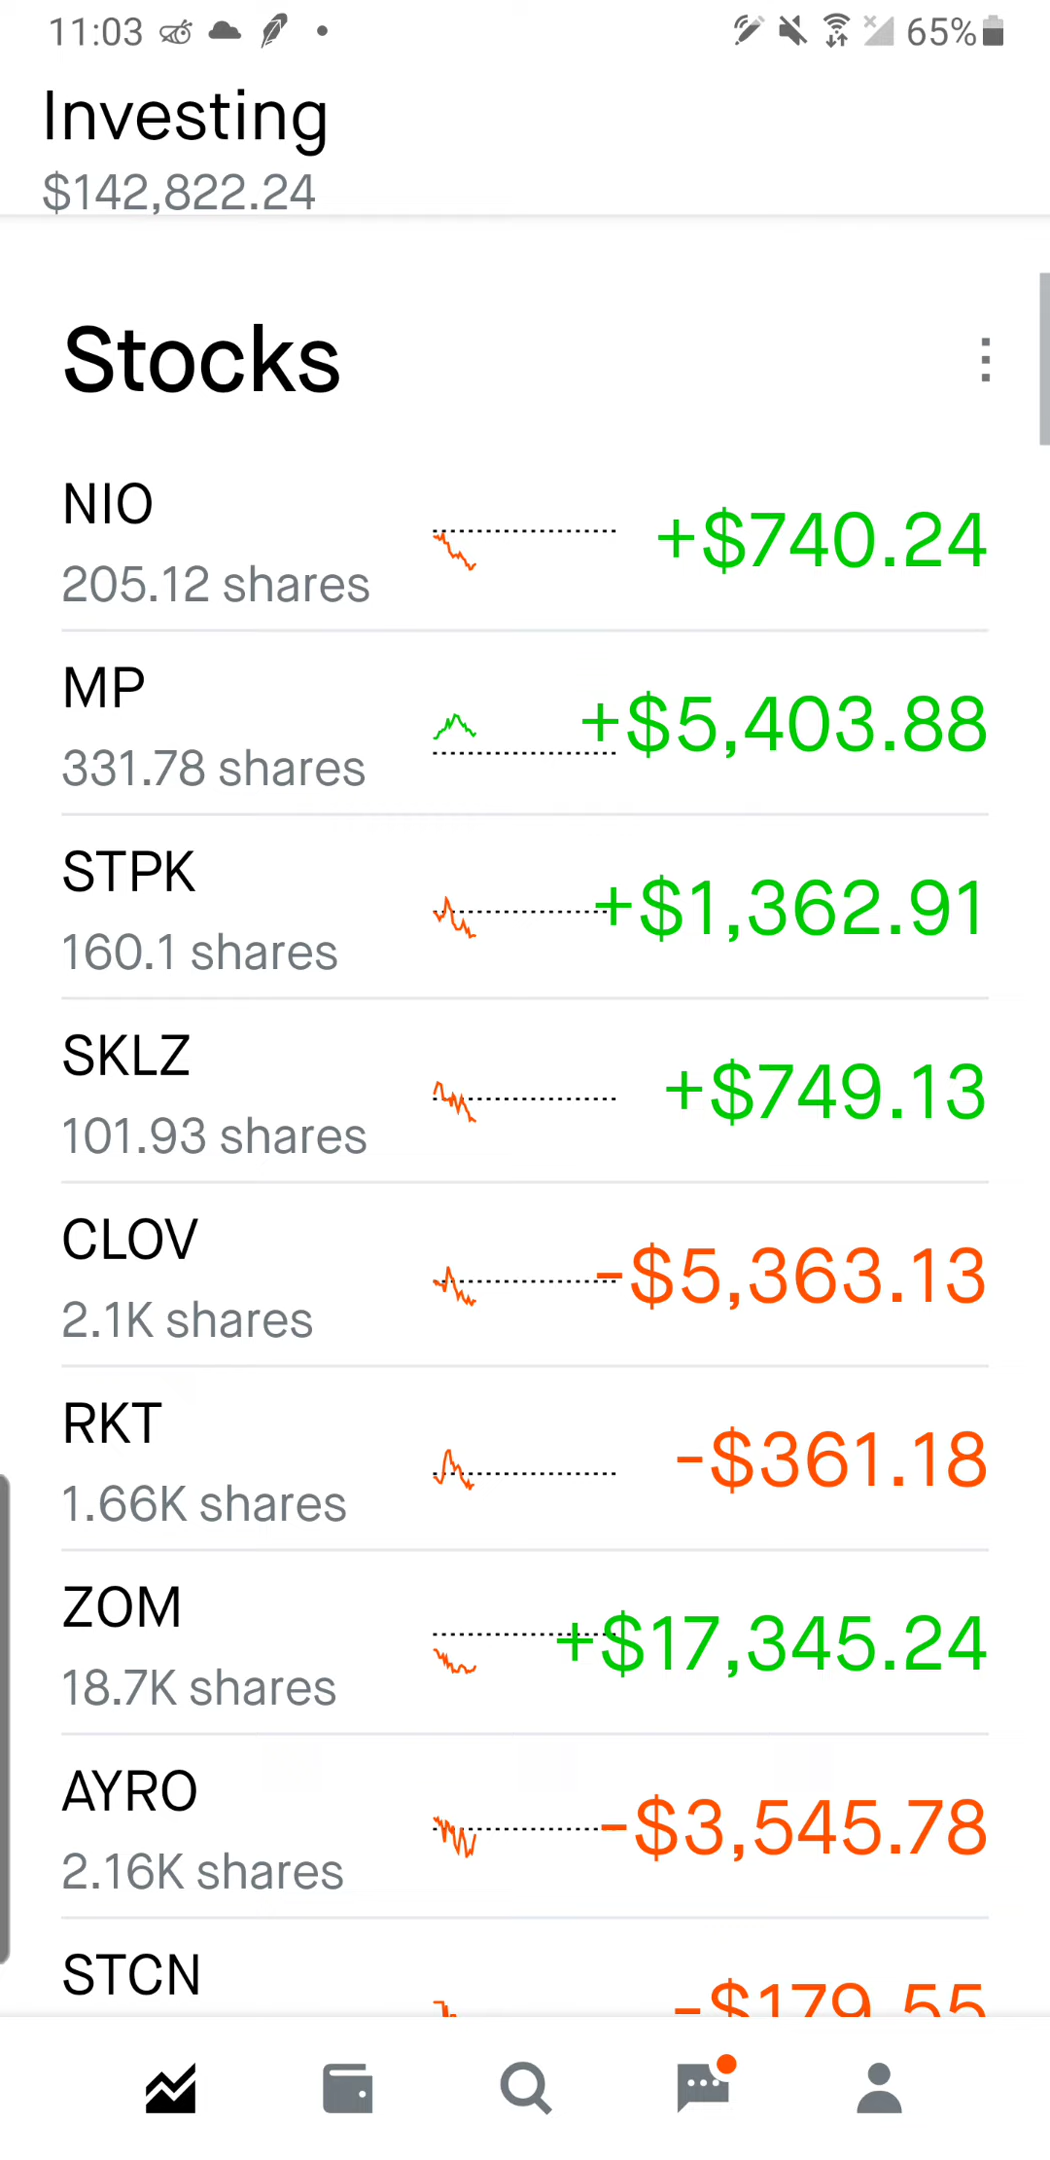 11:03 65%
Investing
$142,822.24
Stocks
NIO
205.12 shares
+$740.24
MP
331.78 shares
+$5,403.88
STPK
160.1 shares
+$1,362.91
SKLZ
101.93 shares
+$749.13
CLOV
2.1K shares
-$5,363.13
RKT
1.66K shares
-$361.18
ZOM
18.7K shares
+$17,345.24
AYRO
2.16K shares
-$3,545.78
STCN
-$179.55